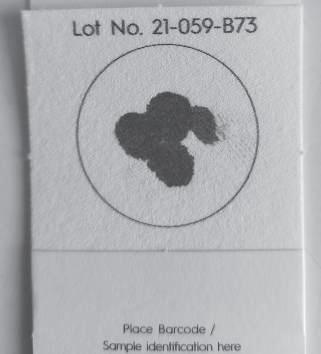 Lot No. 21-059-B73
Place Barcode /
Sample identification here